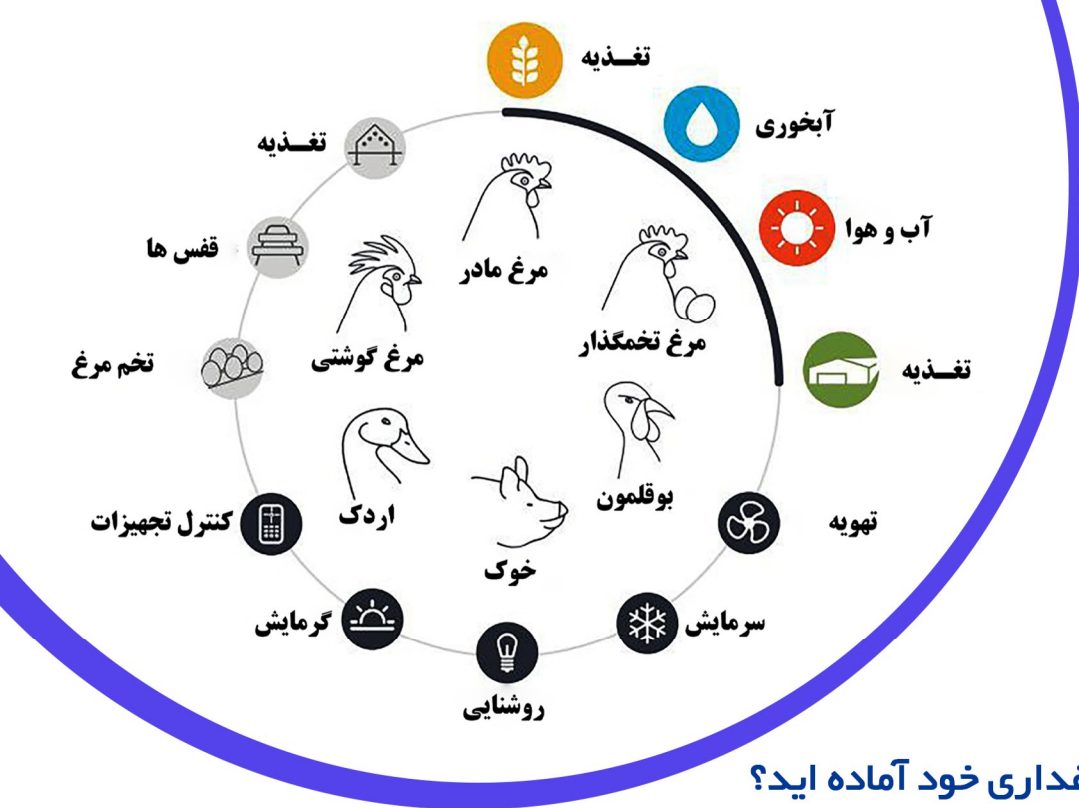 تغــذیه
آبخوری
آب و هوا
تغــذیه
تهویه
سرمایش
روشنایی
گرمایش
کنترل تجهیزات
تخم مرغ
قفس ها
تغــذیه
مرغ مادر
مرغ تخمگذار
بوقلمون
خوک
اردک
مرغ گوشتی
خود آماده اید؟